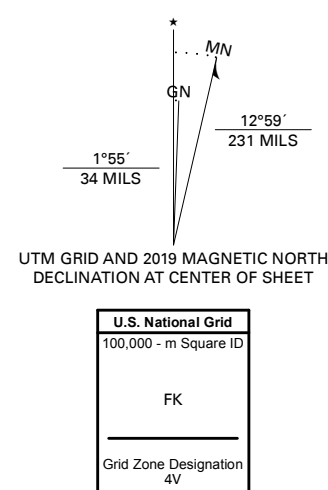 ★
MN
GN
12°59´
231 MILS
1°55´
34 MILS
UTM GRID AND 2019 MAGNETIC NORTH
DECLINATION AT CENTER OF SHEET
U.S. National Grid
100,000 - m Square ID
FK
Grid Zone Designation
4V